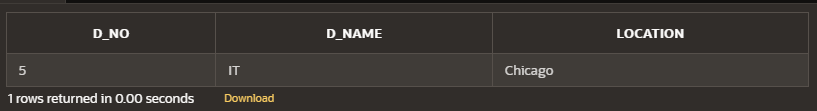 D_NO D_NAME LOCATION
5 IT Chicago
1 rows returned in 0.00 seconds Download